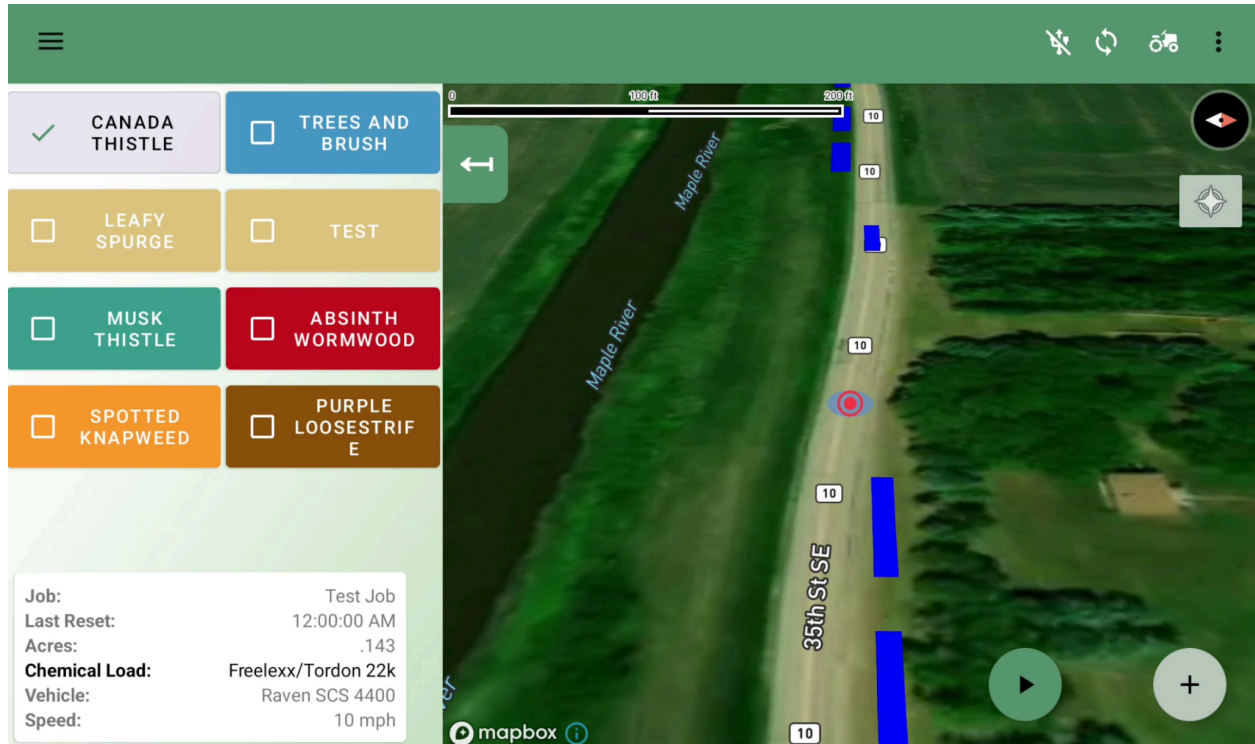 CANADA
THISTLE
TREES AND
BRUSH
LEAFY
SPURGE
TEST
MUSK
THISTLE
ABSINTH
WORMWOOD
SPOTTED
KNAPWEED
PURPLE
LOOSESTRIF
E
Job: Test Job
Last Reset: 12:00:00 AM
Acres: .143
Chemical Load: Freelexx/Tordon 22k
Vehicle: Raven SCS 4400
Speed: 10 mph
0 100 ft 200 ft
10
10
Maple River
10
Maple River
10
35th St SE
10
mapbox